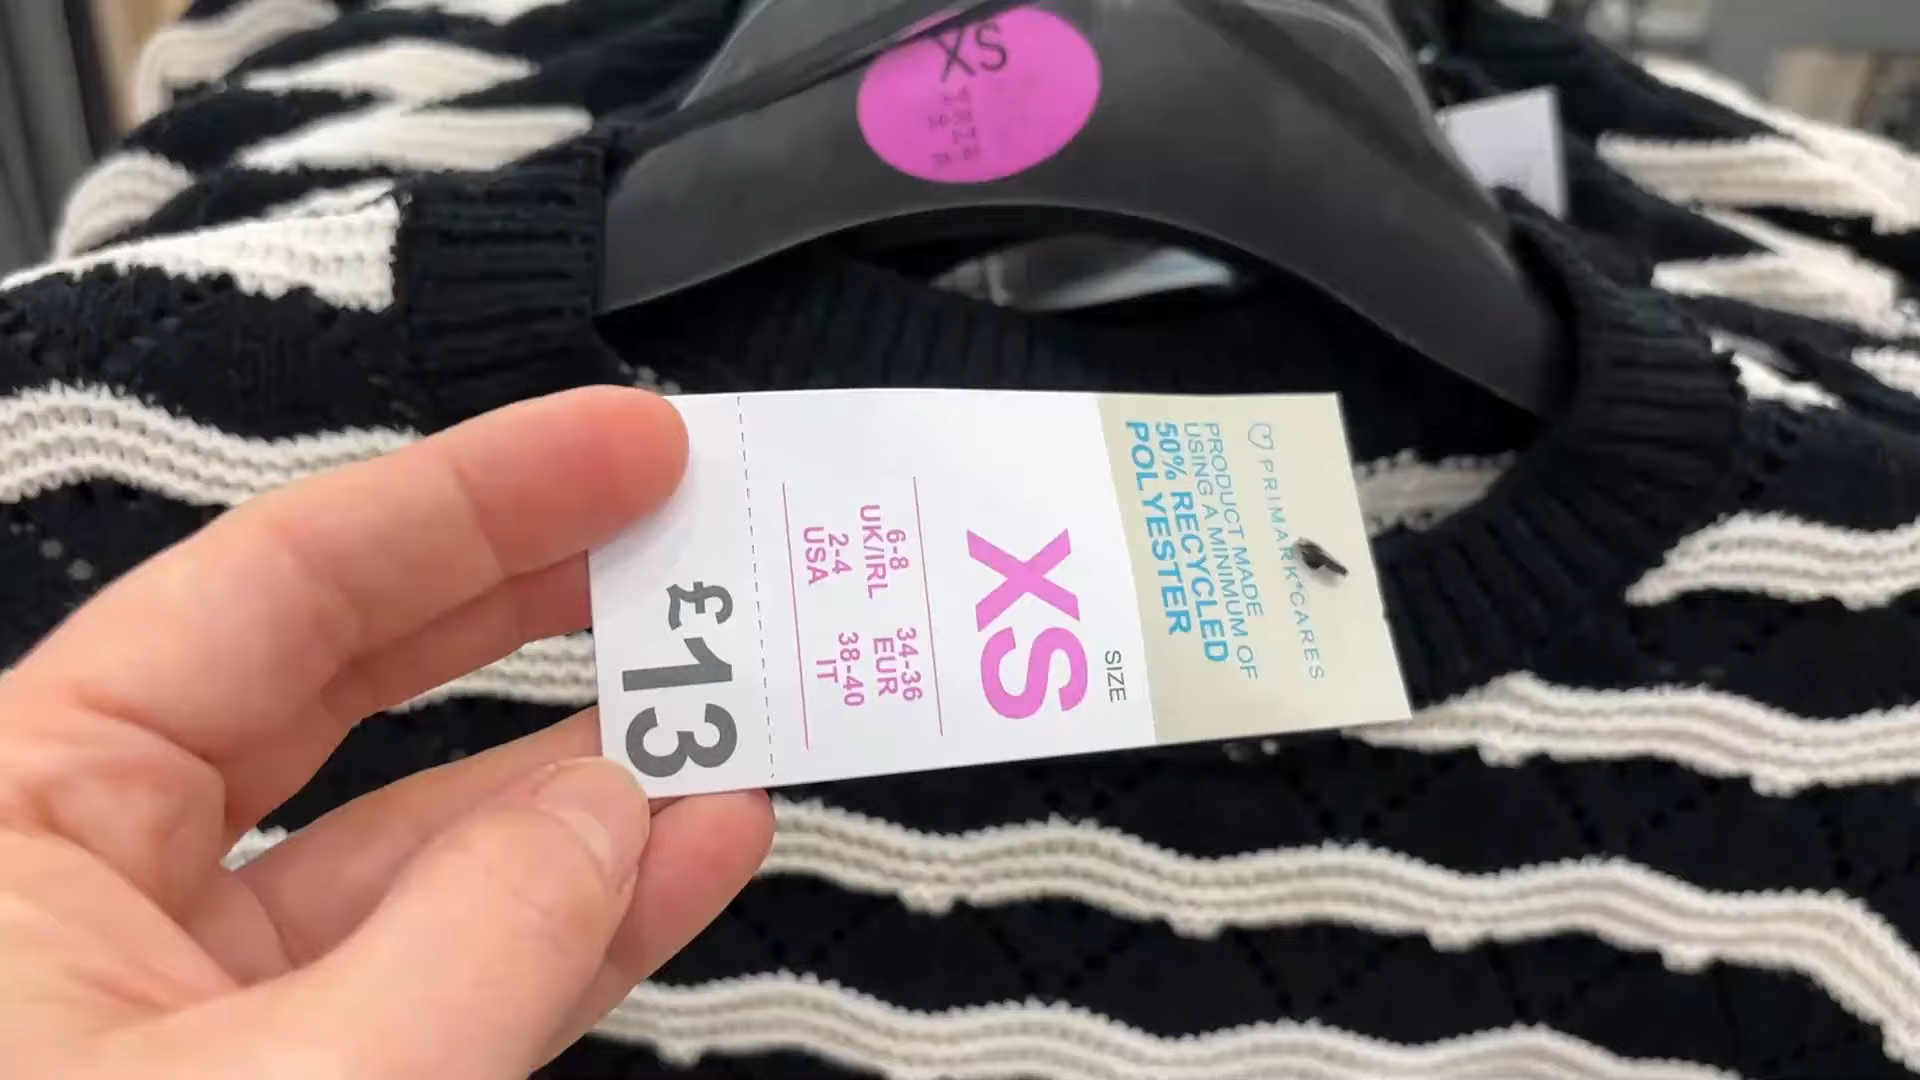 XS
PRIMARK CARES
PRODUCT MADE
USING A MINIMUM OF
50% RECYCLED
POLYESTER
SIZE
XS
6-8
UK/IRL
2-4
USA
34-36
EUR
38-40
IT
£13